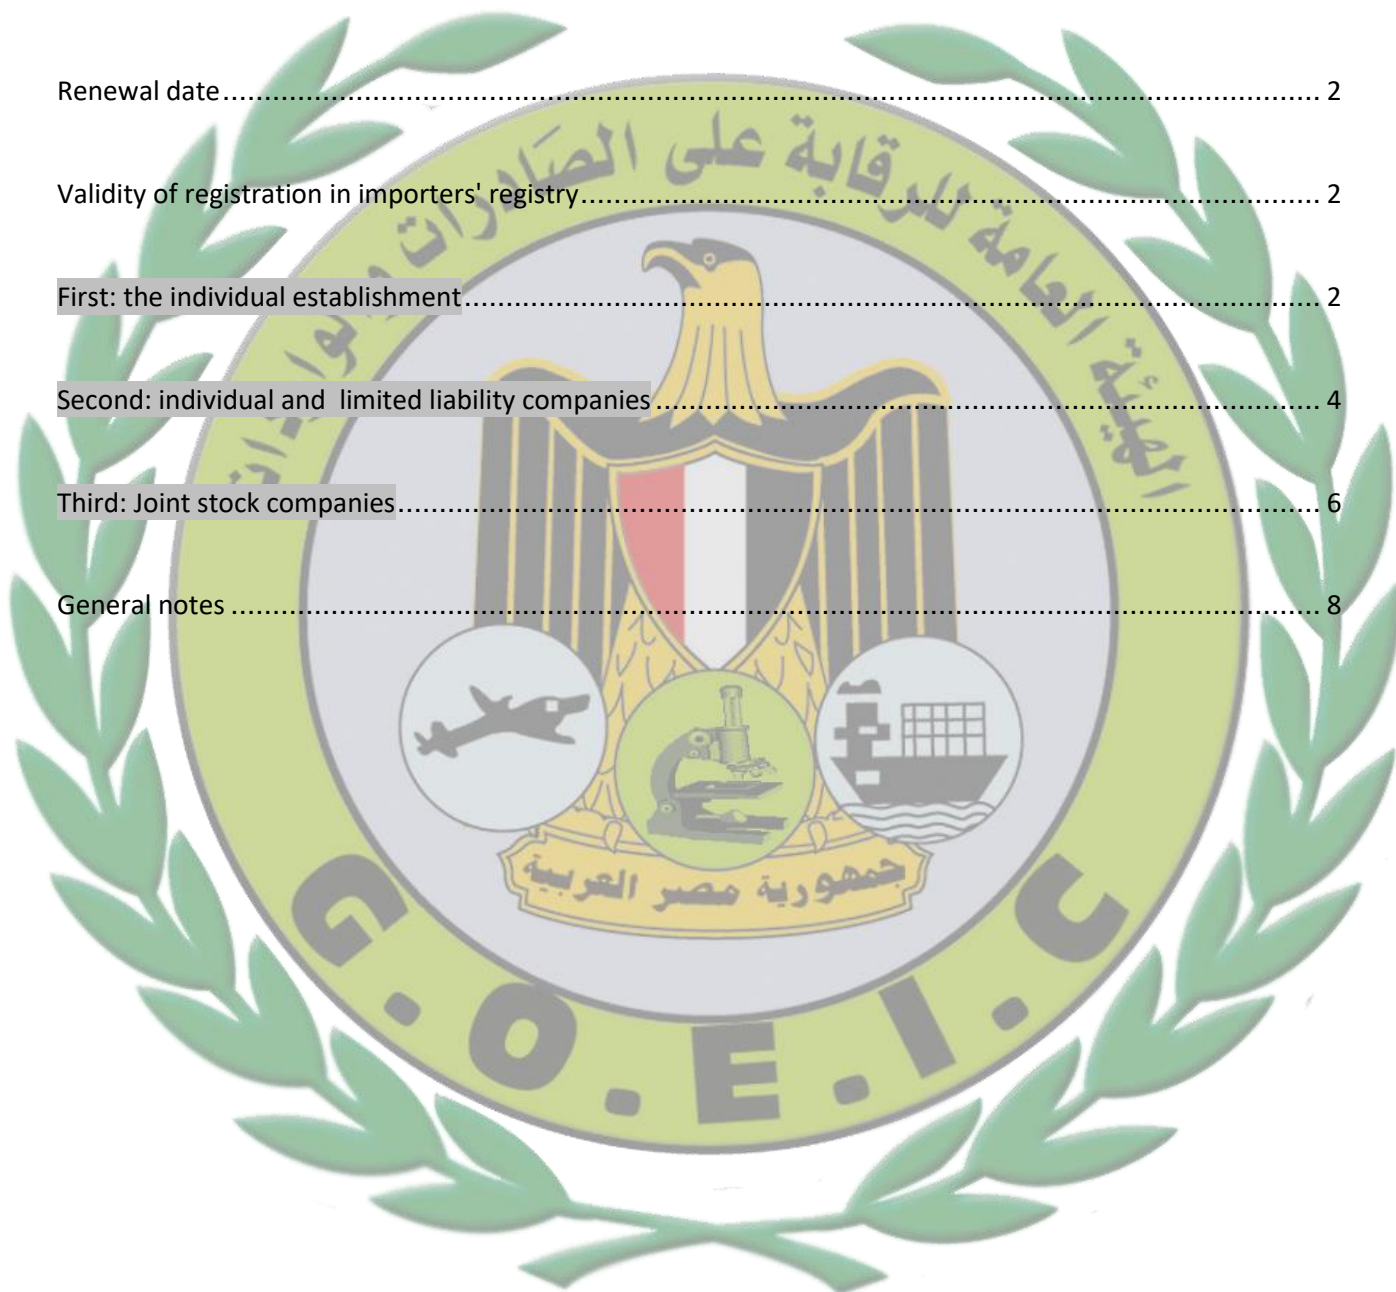 Renewal date.......................................................................................................................................... 2
Validity of registration in importers' registry.......................................................................................... 2
First: the individual establishment......................................................................................................... 2
Second: individual and  limited liability companies................................................................................. 4
Third: Joint stock companies................................................................................................................. 6
General notes ....................................................................................................................................... 8
الهيئة العامة للرقابة على الصَادرات والواردات
جمهورية مصر العربية
G.O.E.I.C